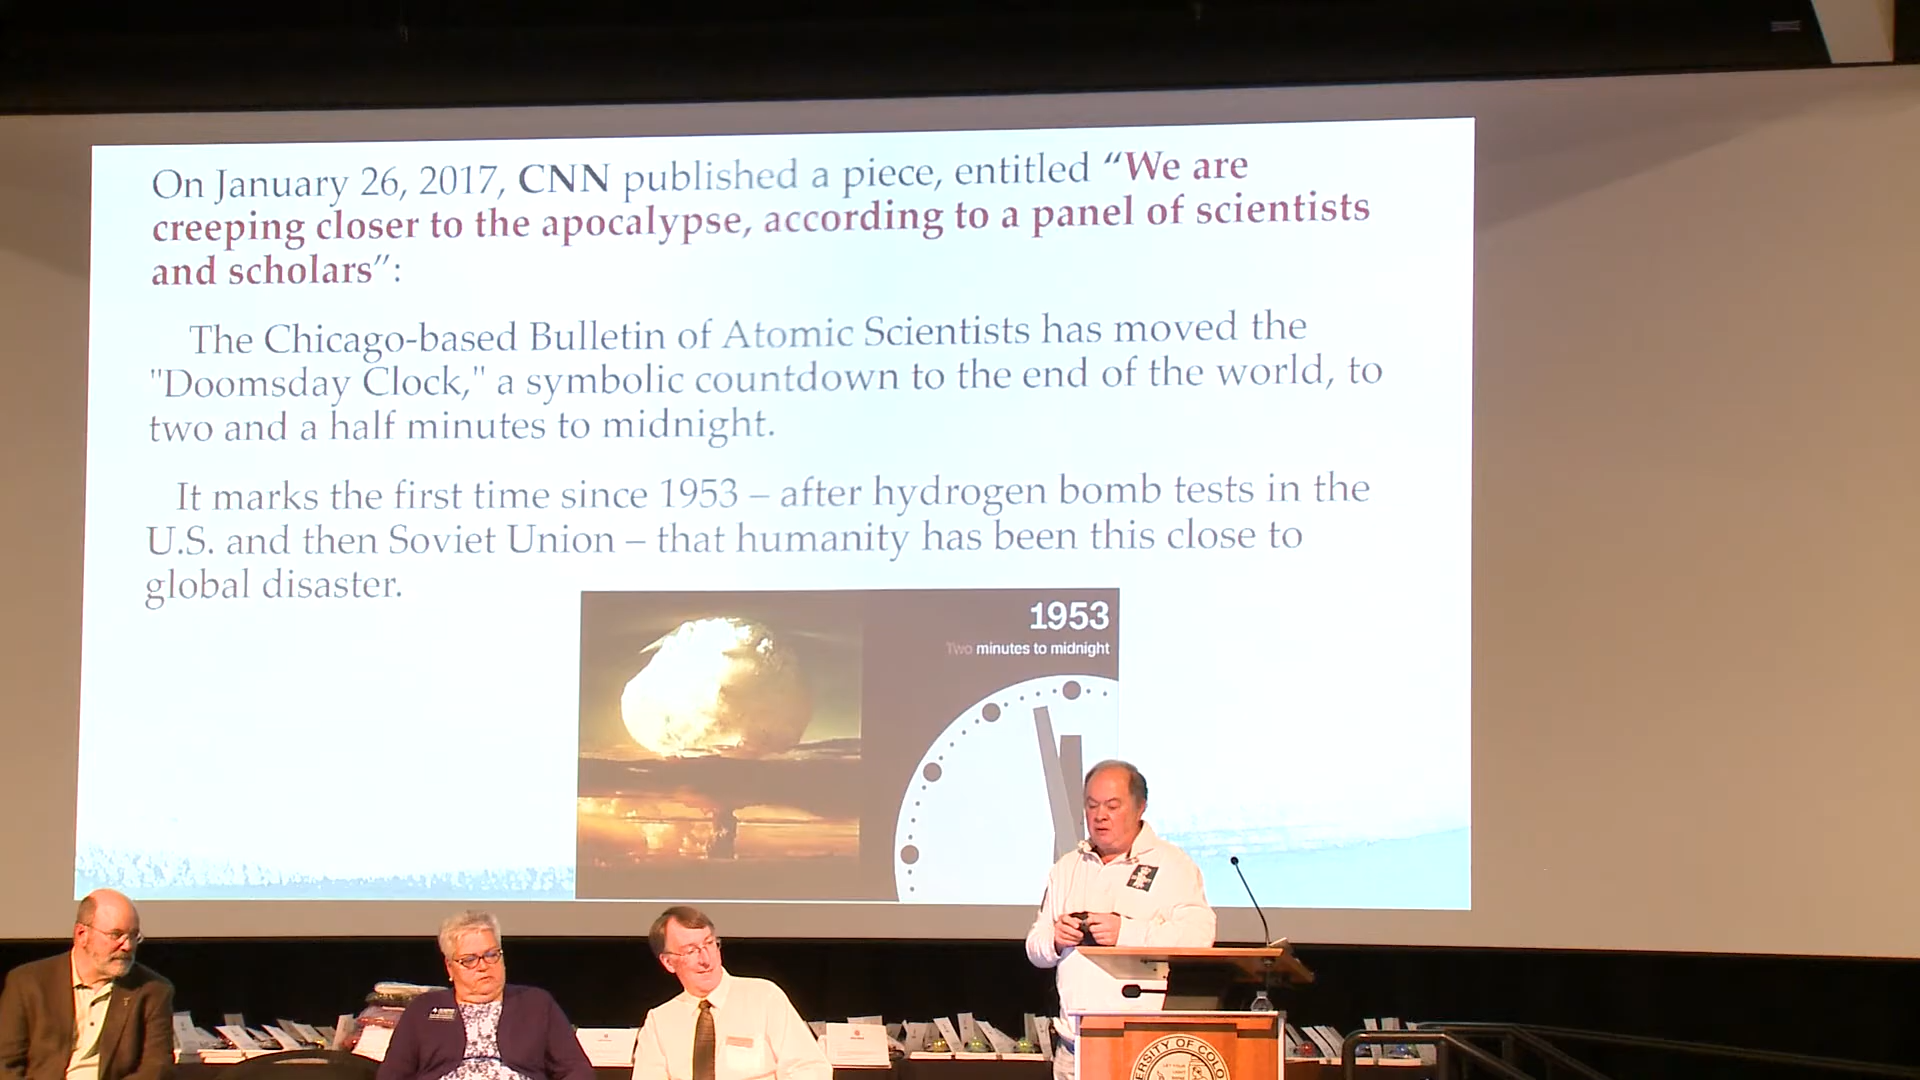 On January 26, 2017, CNN published a piece, entitled “We are
creeping closer to the apocalypse, according to a panel of scientists
and scholars”:
The Chicago-based Bulletin of Atomic Scientists has moved the
"Doomsday Clock," a symbolic countdown to the end of the world, to
two and a half minutes to midnight.
It marks the first time since 1953 – after hydrogen bomb tests in the
U.S. and then Soviet Union – that humanity has been this close to
global disaster.
1953
Two minutes to midnight